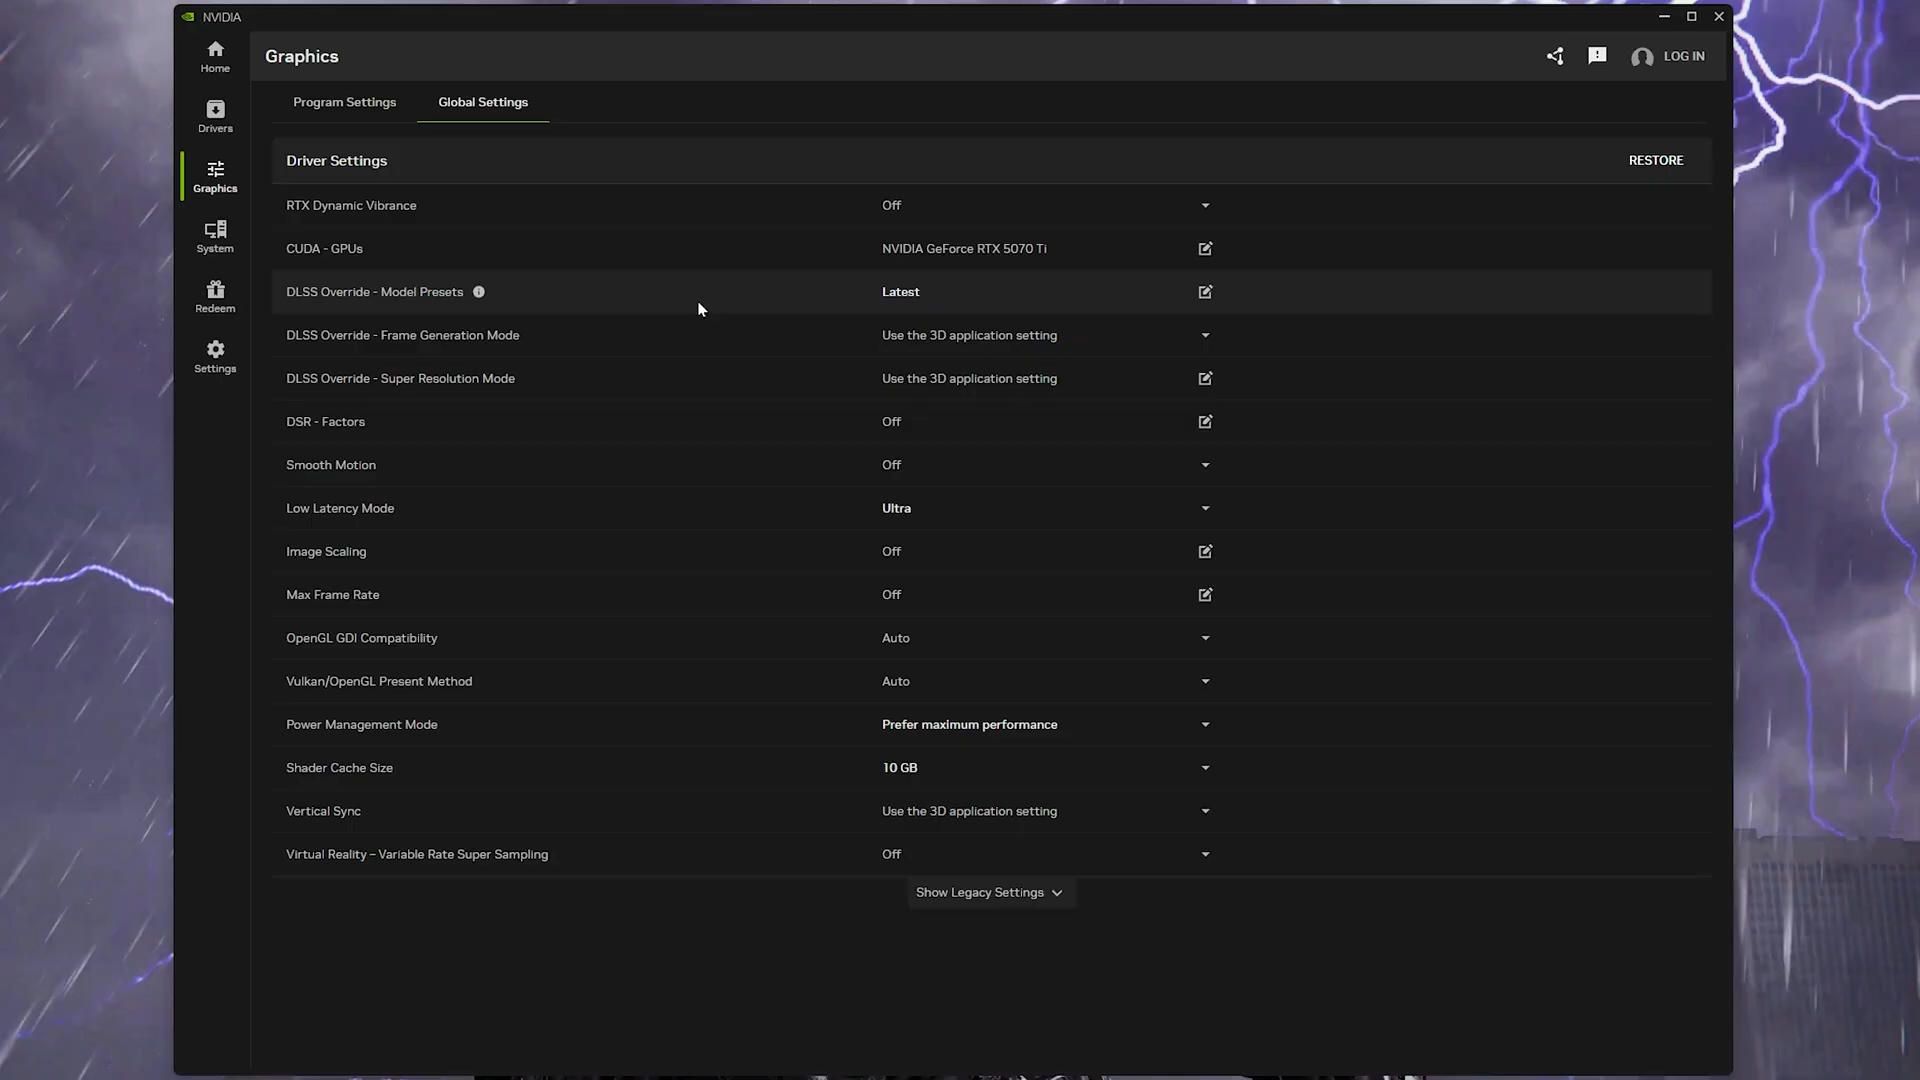 NVIDIA
Home
Drivers
Graphics
System
Redeem
Settings
Graphics
LOG IN
Program Settings
Global Settings
Driver Settings
RESTORE
RTX Dynamic Vibrance Off
CUDA - GPUs NVIDIA GeForce RTX 5070 Ti
DLSS Override - Model Presets Latest
DLSS Override - Frame Generation Mode Use the 3D application setting
DLSS Override - Super Resolution Mode Use the 3D application setting
DSR - Factors Off
Smooth Motion Off
Low Latency Mode Ultra
Image Scaling Off
Max Frame Rate Off
OpenGL GDI Compatibility Auto
Vulkan/OpenGL Present Method Auto
Power Management Mode Prefer maximum performance
Shader Cache Size 10 GB
Vertical Sync Use the 3D application setting
Virtual Reality – Variable Rate Super Sampling Off
Show Legacy Settings